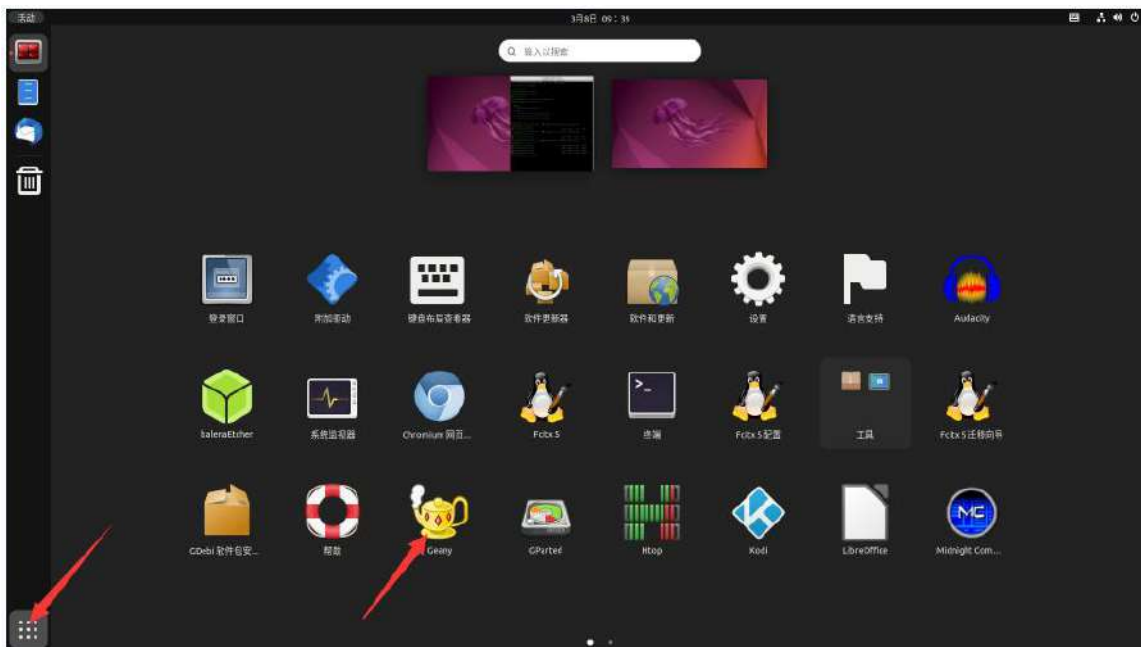 活动
3月8日 09：35
输入以搜索
登录窗口
附加驱动
键盘布局查看器
软件更新器
软件和更新
设置
语言支持
Audacity
balenaEtcher
系统监视器
Chromium 网页...
Fcitx 5
终端
Fcitx 5 配置
工具
Fcitx 5 迁移向导
GDebi 软件包安...
帮助
Geany
GParted
Htop
Kodi
LibreOffice
Midnight Com...